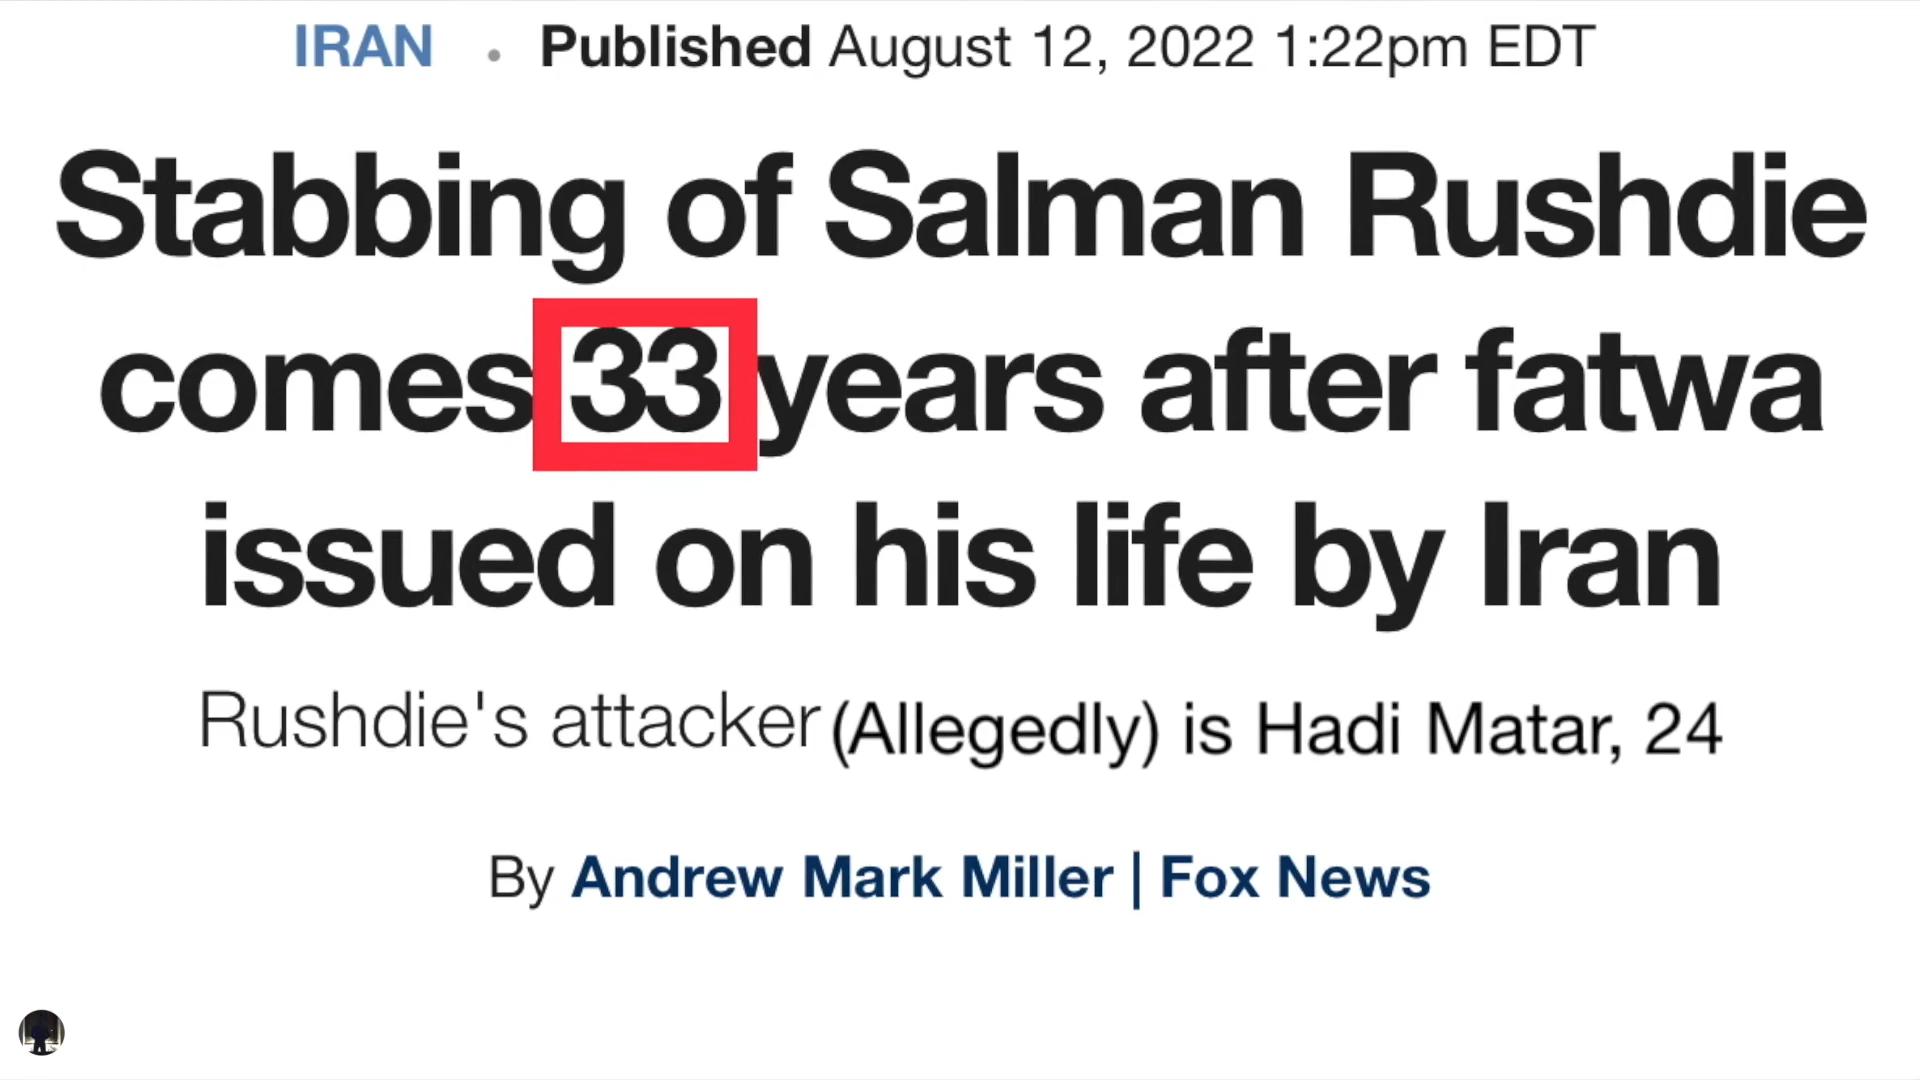 IRAN · Published August 12, 2022 1:22pm EDT
Stabbing of Salman Rushdie
comes 33 years after fatwa
issued on his life by Iran
Rushdie's attacker (Allegedly) is Hadi Matar, 24
By Andrew Mark Miller | Fox News